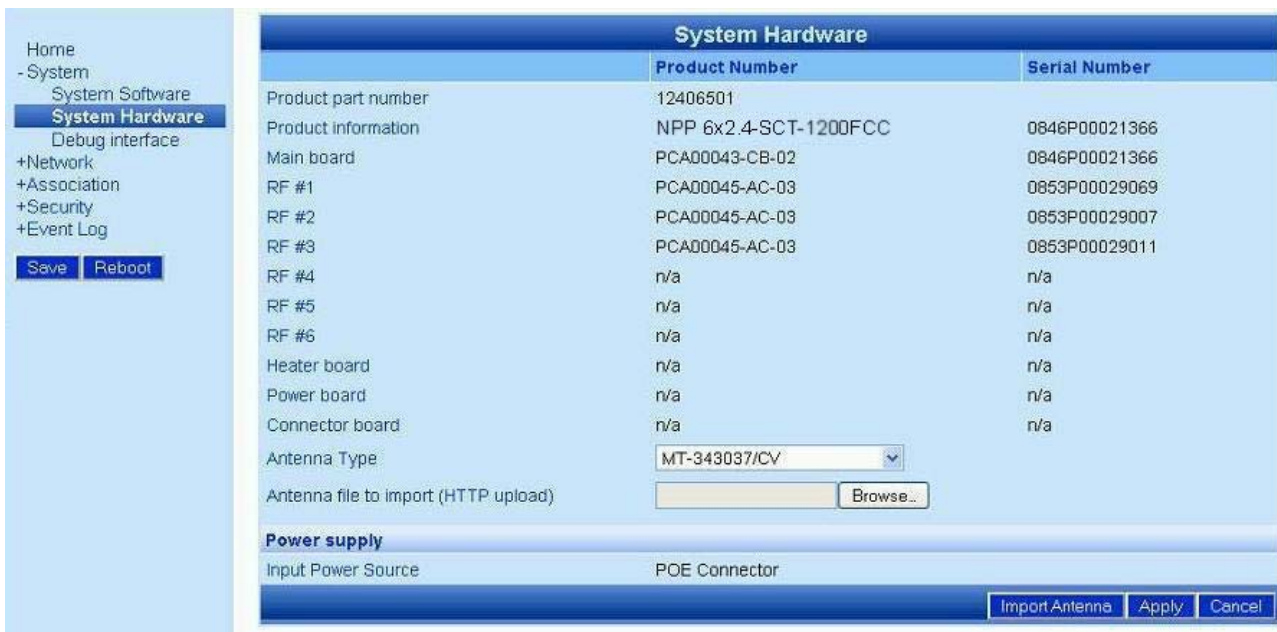 Home
- System
System Software
System Hardware
Debug interface
+Network
+Association
+Security
+Event Log
Save Reboot
System Hardware
Product Number Serial Number
Product part number 12406501
Product information NPP 6x2.4-SCT-1200FCC 0846P00021366
Main board PCA00043-CB-02 0846P00021366
RF #1 PCA00045-AC-03 0853P00029069
RF #2 PCA00045-AC-03 0853P00029007
RF #3 PCA00045-AC-03 0853P00029011
RF #4 n/a n/a
RF #5 n/a n/a
RF #6 n/a n/a
Heater board n/a n/a
Power board n/a n/a
Connector board n/a n/a
Antenna Type MT-343037/CV
Antenna file to import (HTTP upload) Browse..
Power supply
Input Power Source POE Connector
Import Antenna Apply Cancel